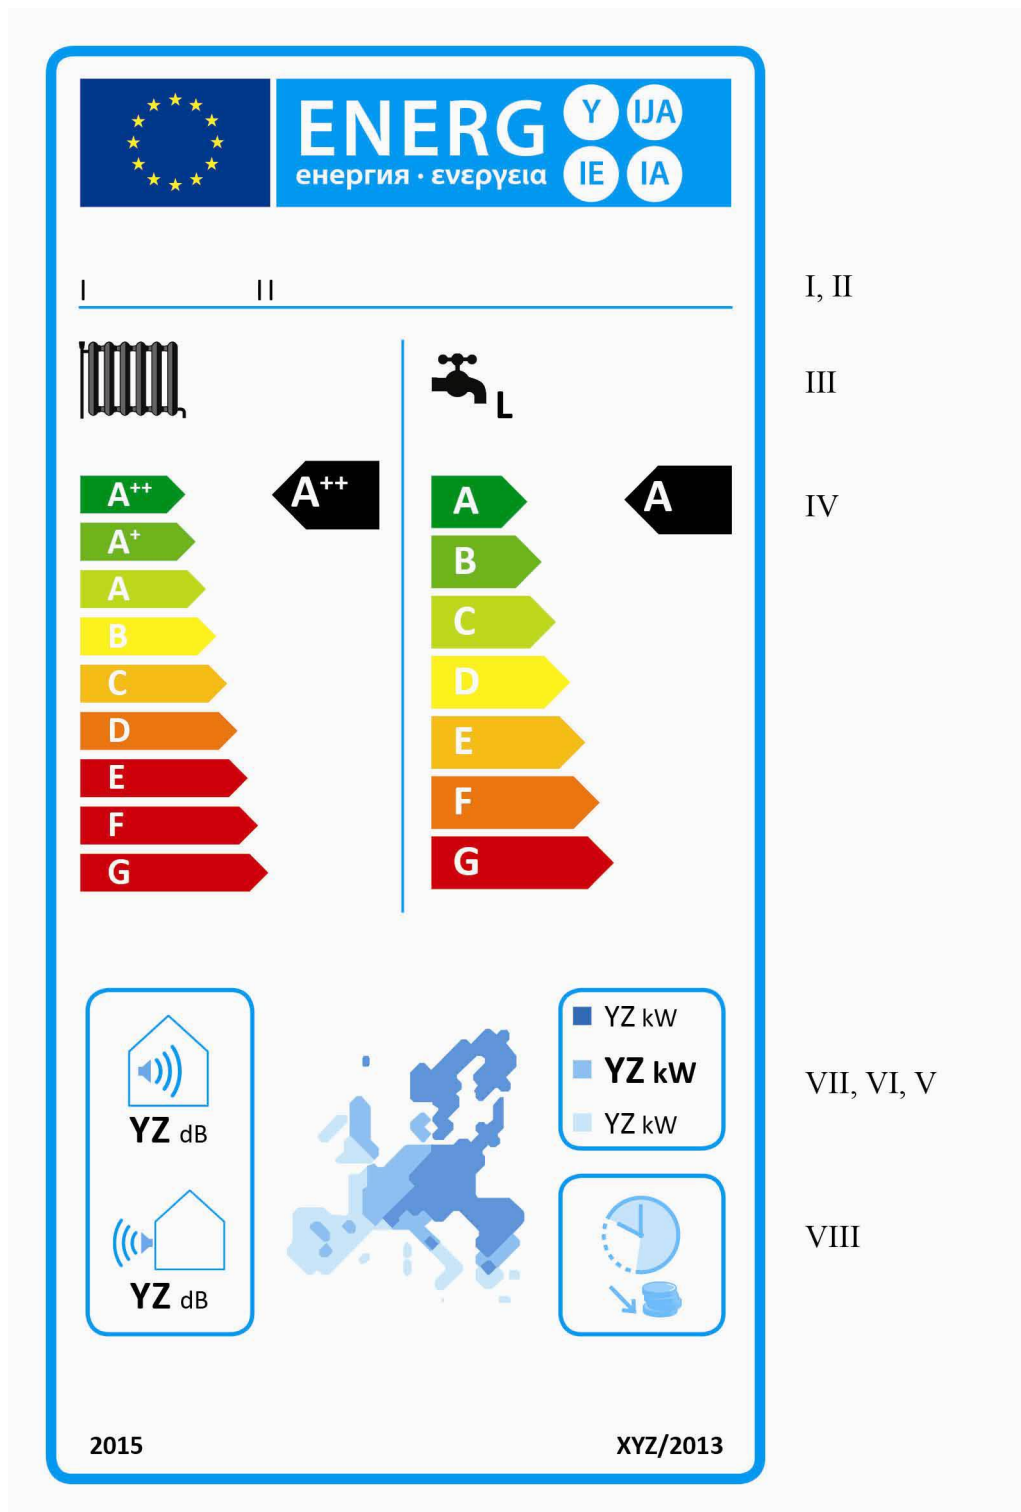 ENERG Y IJA
енергия · ενεργεια IE IA
I II
I, II
L
III
A++ A++ A A
IV
A+
B
A
C
B
D
C
D
E
E
F
F
G
G
YZ kW
YZ kW
VII, VI, V
YZ kW
YZ dB
VIII
YZ dB
2015 XYZ/2013